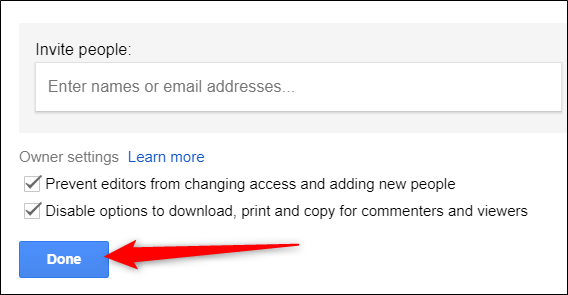 Invite people:
Enter names or email addresses...
Owner settings Learn more
Prevent editors from changing access and adding new people
Disable options to download, print and copy for commenters and viewers
Done